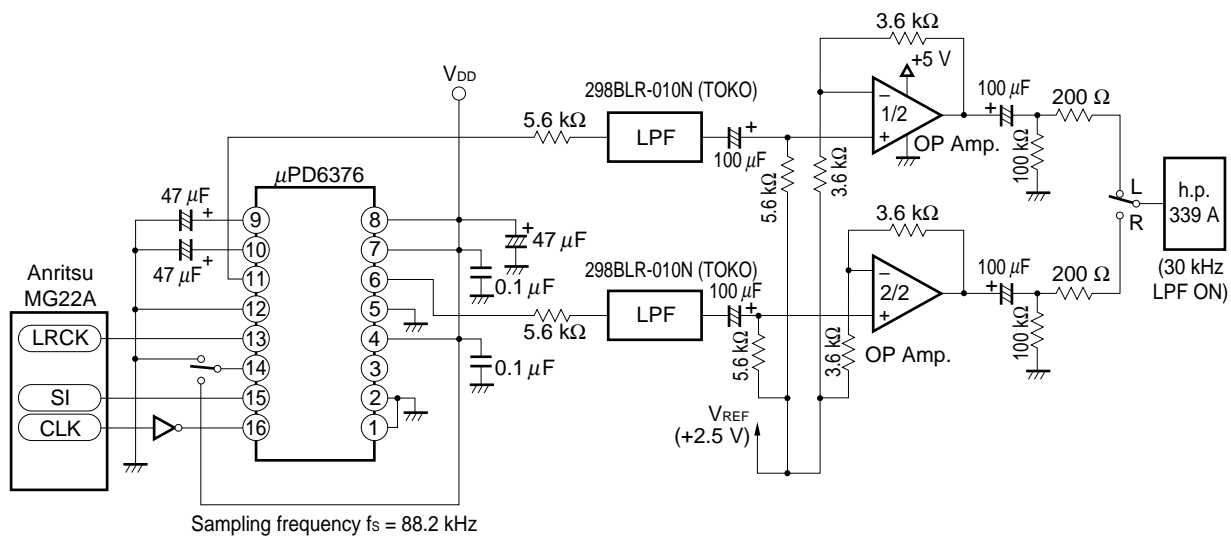 3.6 kΩ
+5 V
VDD
298BLR-010N (TOKO)
100 µF
+
200 Ω
5.6 kΩ
LPF
+
100 µF
−
1/2
+
OP Amp.
100 kΩ
µPD6376
5.6 kΩ
3.6 kΩ
L
R
h.p.
339 A
(30 kHz
LPF ON)
47 µF
+
9
8
+
47 µF
10
7
47 µF
+
11
6
0.1 µF
298BLR-010N (TOKO)
100 µF
+
3.6 kΩ
−
2/2
+
OP Amp.
100 µF
+
200 Ω
100 kΩ
Anritsu
MG22A
12
5
5.6 kΩ
LPF
5.6 kΩ
3.6 kΩ
LRCK
13
4
0.1 µF
14
3
SI
15
2
CLK
16
1
VREF
(+2.5 V)
Sampling frequency fs = 88.2 kHz